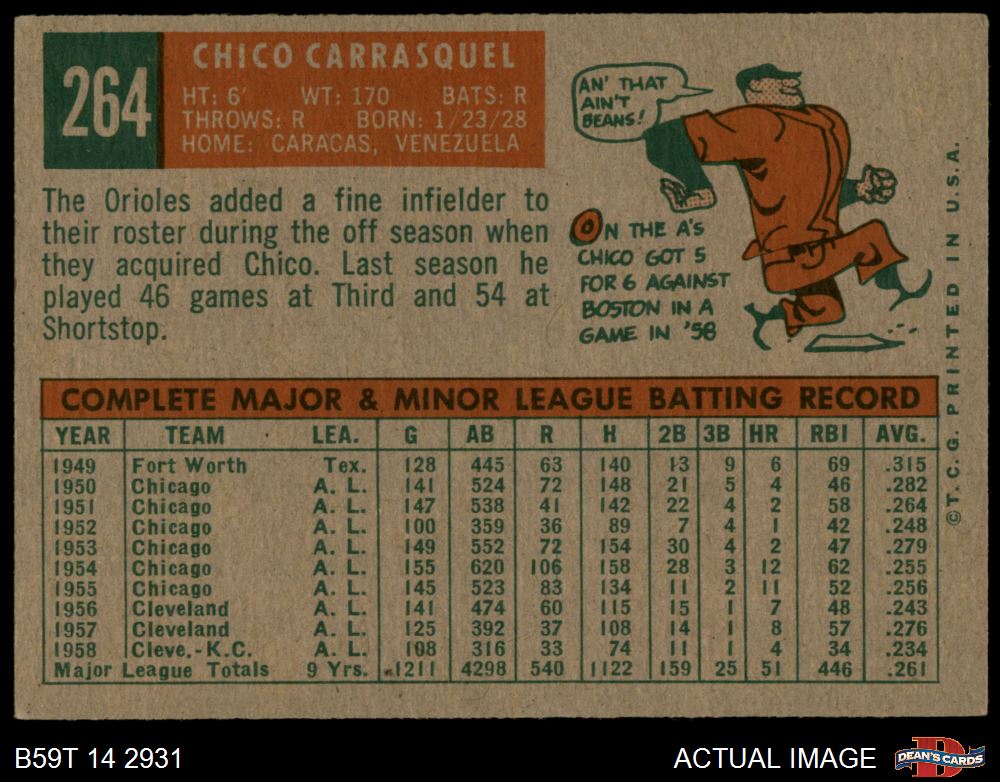 264
CHICO CARRASQUEL
HT: 6' WT: 170 BATS: R
THROWS: R BORN: 1/23/28
HOME: CARACAS, VENEZUELA
The Orioles added a fine infielder to
their roster during the off season when
they acquired Chico. Last season he
played 46 games at Third and 54 at
Shortstop.
AN' THAT
AIN'T
BEANS!
ON THE A'S
CHICO GOT 5
FOR 6 AGAINST
BOSTON IN A
GAME IN '58
COMPLETE MAJOR & MINOR LEAGUE BATTING RECORD
YEAR TEAM LEA. G AB R H 2B 3B HR RBI AVG.
1949 Fort Worth Tex. 128 445 63 140 13 9 6 69 .315
1950 Chicago A. L. 141 524 72 148 21 5 4 46 .282
1951 Chicago A. L. 147 538 41 142 22 4 2 58 .264
1952 Chicago A. L. 100 359 36 89 7 4 1 42 .248
1953 Chicago A. L. 149 552 72 154 30 4 2 47 .279
1954 Chicago A. L. 155 620 106 158 28 3 12 62 .255
1955 Chicago A. L. 145 523 83 134 11 2 11 52 .256
1956 Cleveland A. L. 141 474 60 115 15 1 7 48 .243
1957 Cleveland A. L. 125 392 37 108 14 1 8 57 .276
1958 Cleve.-K.C. A. L. 108 316 33 74 11 1 4 34 .234
Major League Totals 9 Yrs. 1211 4298 540 1122 159 25 51 446 .261
©T. C. G. PRINTED IN U.S.A.
B59T 14 2931
ACTUAL IMAGE
D
DEAN'S CARDS